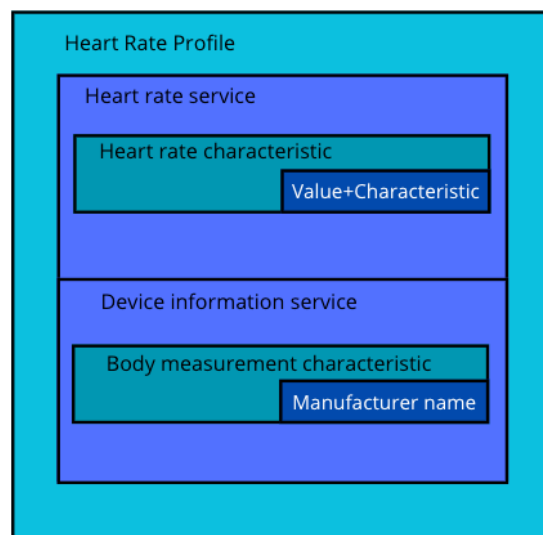 Heart Rate Profile
Heart rate service
Heart rate characteristic
Value+Characteristic
Device information service
Body measurement characteristic
Manufacturer name